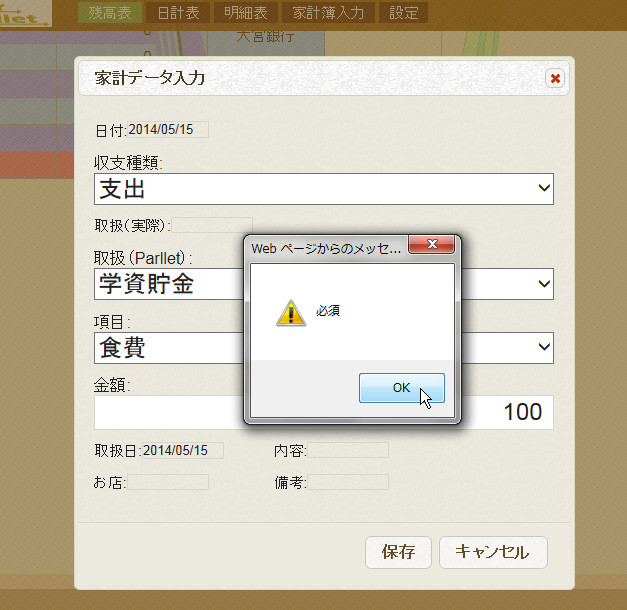 llet.
残高表 日計表 明細表 家計簿入力 設定
0
大宮銀行
家計データ入力
日付:2014/05/15
収支種類:
支出
取扱(実際):
Web ページからのメッセ...
取扱(Parllet):
学資貯金
必須
項目:
食費
OK
金額:
100
取扱日:2014/05/15 内容:
お店: 備考:
保存 キャンセル